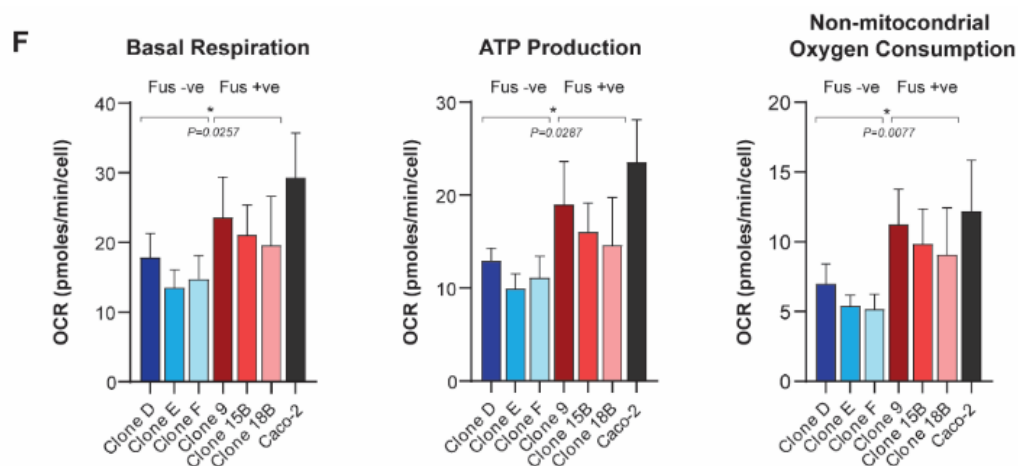 F
Basal Respiration
Fus -ve Fus +ve
*
P=0.0257
OCR (pmoles/min/cell)
40
30
20
10
0
Clone D
Clone E
Clone F
Clone 9
Clone 15B
Clone 18B
Caco-2
ATP Production
Fus -ve Fus +ve
*
P=0.0287
OCR (pmoles/min/cell)
30
20
10
0
Clone D
Clone E
Clone F
Clone 9
Clone 15B
Clone 18B
Caco-2
Non-mitocondrial
Oxygen Consumption
Fus -ve Fus +ve
*
P=0.0077
OCR (pmoles/min/cell)
20
15
10
5
0
Clone D
Clone E
Clone F
Clone 9
Clone 15B
Clone 18B
Caco-2